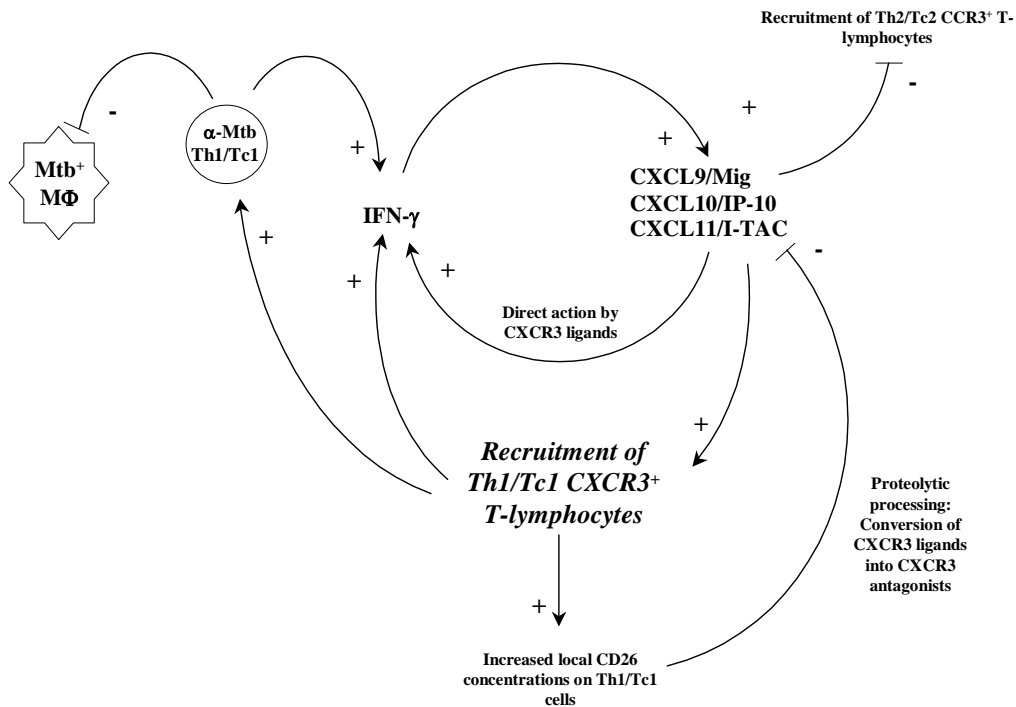 Recruitment of Th2/Tc2 CCR3⁺ T-
lymphocytes
-
+
-
α-Mtb
Th1/Tc1
+
+
Mtb⁺
MΦ
CXCL9/Mig
CXCL10/IP-10
CXCL11/I-TAC
IFN-γ
+
-
+
+
Direct action by
CXCR3 ligands
+
Recruitment of
Th1/Tc1 CXCR3⁺
T-lymphocytes
Proteolytic
processing:
Conversion of
CXCR3 ligands
into CXCR3
antagonists
+
Increased local CD26
concentrations on Th1/Tc1
cells